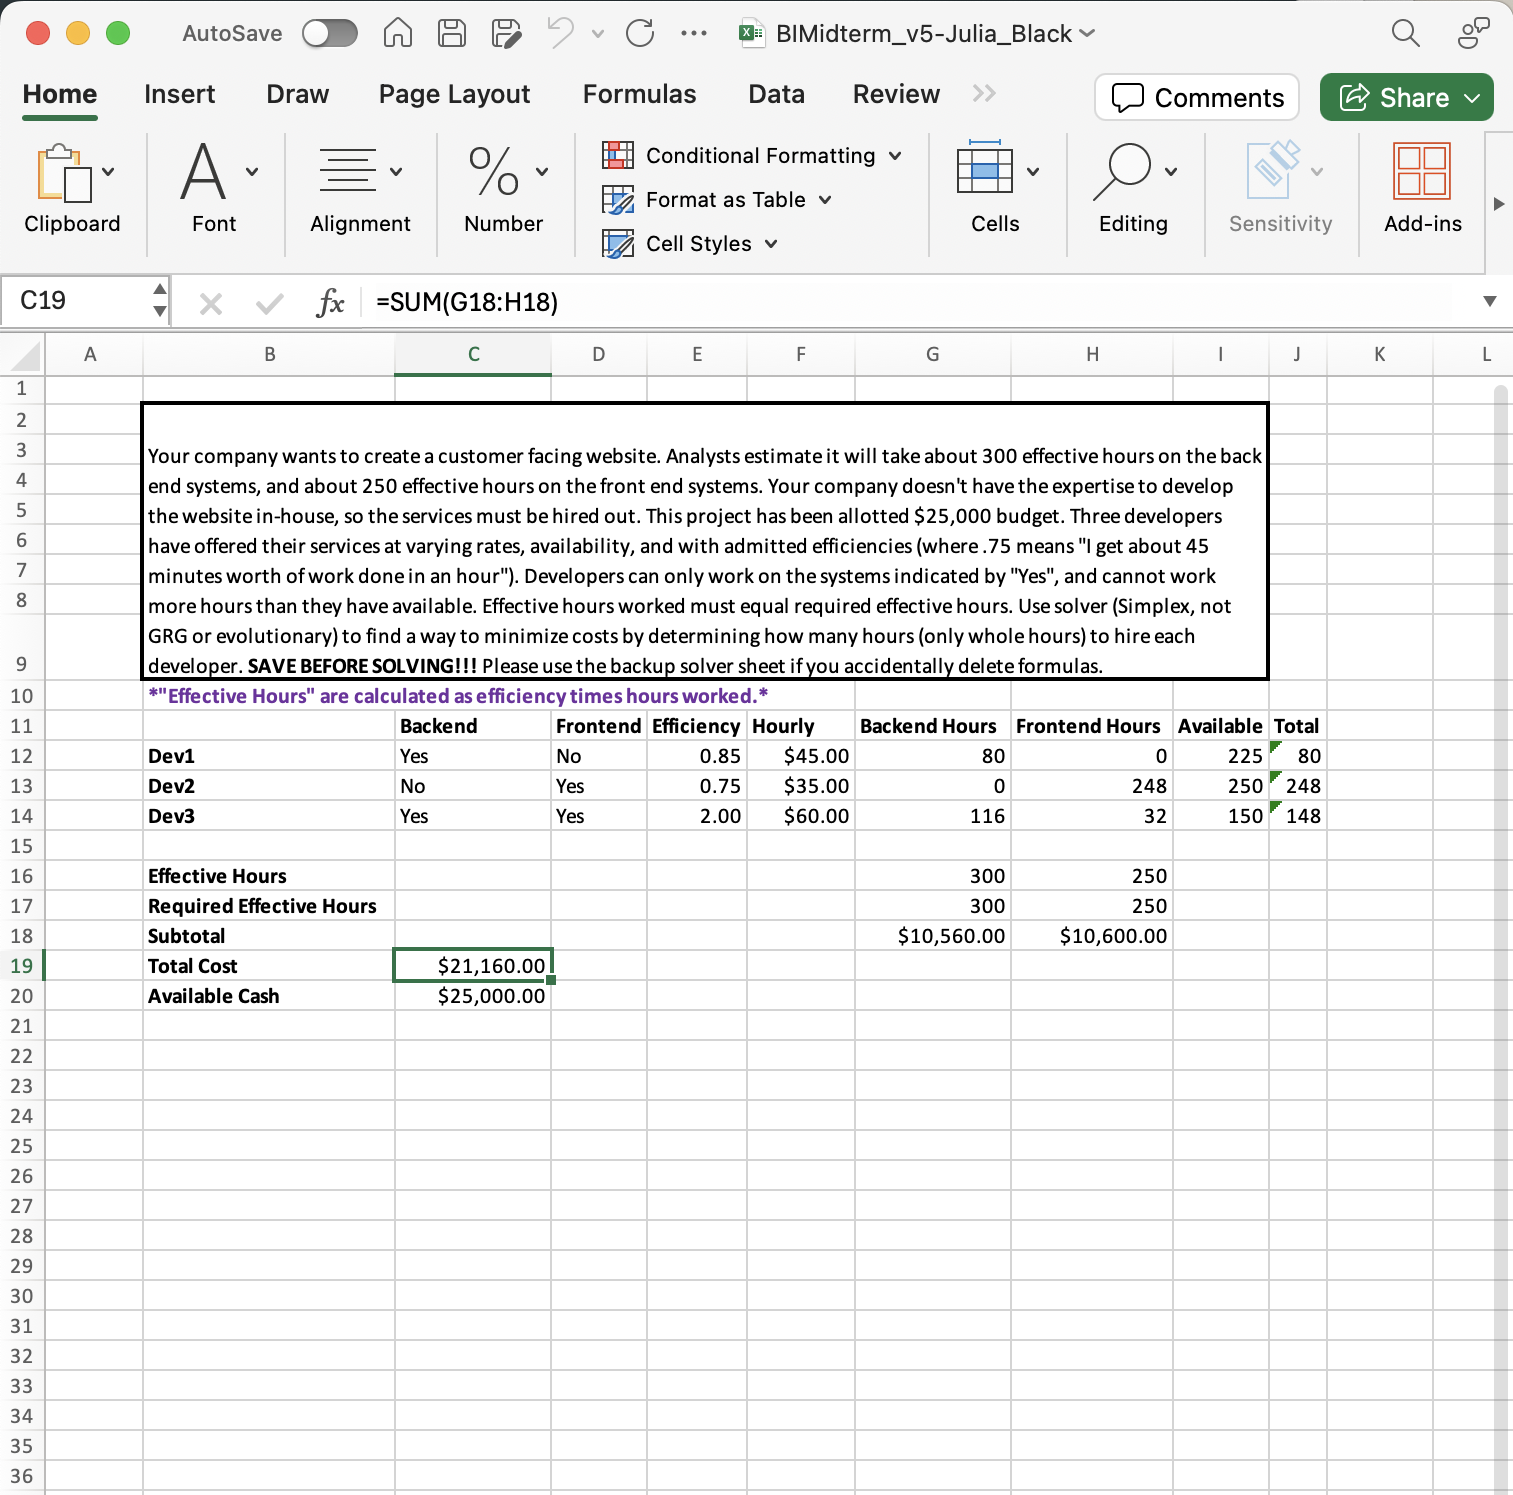 AutoSave BIMidterm_v5-Julia_Black
Home Insert Draw Page Layout Formulas Data Review Comments Share
Conditional Formatting
Format as Table
Cell Styles
Clipboard Font Alignment Number Cells Editing Sensitivity Add-ins
C19 fx =SUM(G18:H18)
A B C D E F G H I J K L
1
2
3 Your company wants to create a customer facing website. Analysts estimate it will take about 300 effective hours on the back
4 end systems, and about 250 effective hours on the front end systems. Your company doesn't have the expertise to develop
5 the website in-house, so the services must be hired out. This project has been allotted $25,000 budget. Three developers
6 have offered their services at varying rates, availability, and with admitted efficiencies (where .75 means "I get about 45
7 minutes worth of work done in an hour"). Developers can only work on the systems indicated by "Yes", and cannot work
8 more hours than they have available. Effective hours worked must equal required effective hours. Use solver (Simplex, not
GRG or evolutionary) to find a way to minimize costs by determining how many hours (only whole hours) to hire each
9 developer. SAVE BEFORE SOLVING!!! Please use the backup solver sheet if you accidentally delete formulas.
10 *"Effective Hours" are calculated as efficiency times hours worked.*
11 Backend Frontend Efficiency Hourly Backend Hours Frontend Hours Available Total
12 Dev1 Yes No 0.85 $45.00 80 0 225 80
13 Dev2 No Yes 0.75 $35.00 0 248 250 248
14 Dev3 Yes Yes 2.00 $60.00 116 32 150 148
15
16 Effective Hours 300 250
17 Required Effective Hours 300 250
18 Subtotal $10,560.00 $10,600.00
19 Total Cost $21,160.00
20 Available Cash $25,000.00
21
22
23
24
25
26
27
28
29
30
31
32
33
34
35
36